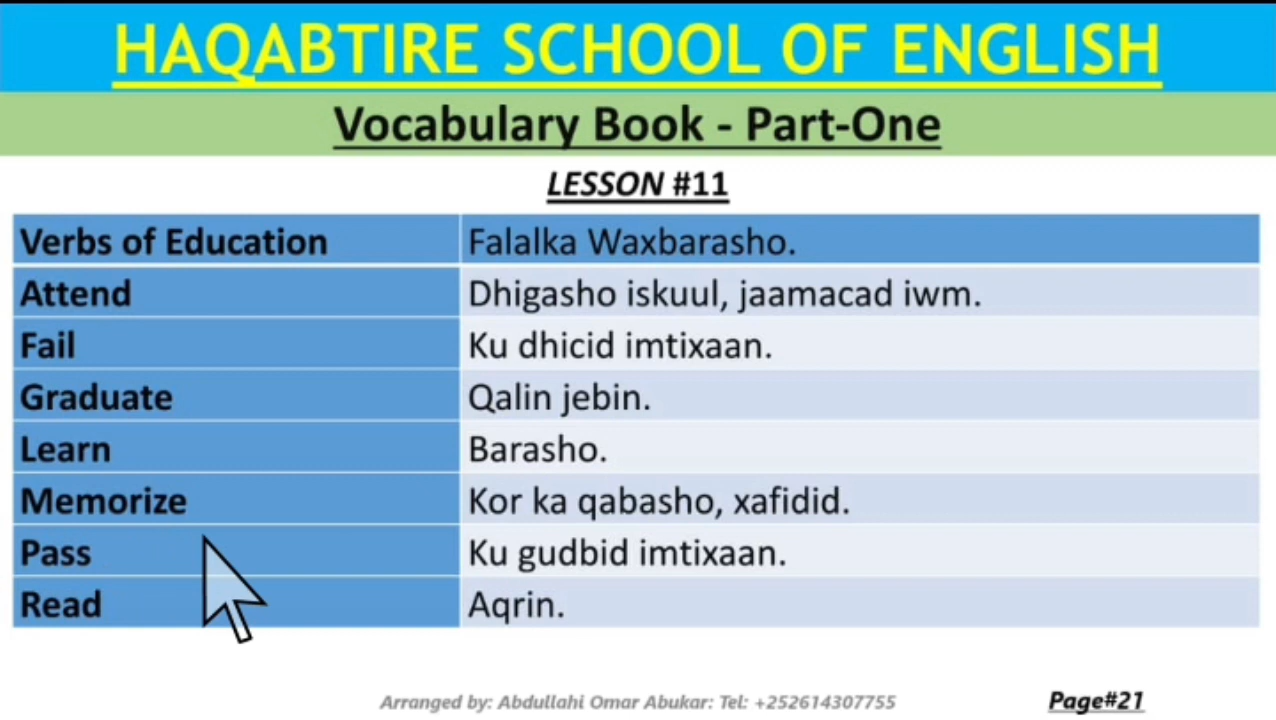 HAQABTIRE SCHOOL OF ENGLISH
Vocabulary Book - Part-One
LESSON #11
Verbs of Education Falalka Waxbarasho.
Attend Dhigasho iskuul, jaamacad iwm.
Fail Ku dhicid imtixaan.
Graduate Qalin jebin.
Learn Barasho.
Memorize Kor ka qabasho, xafidid.
Pass Ku gudbid imtixaan.
Read Aqrin.
Arranged by: Abdullahi Omar Abukar: Tel: +252614307755 Page#21